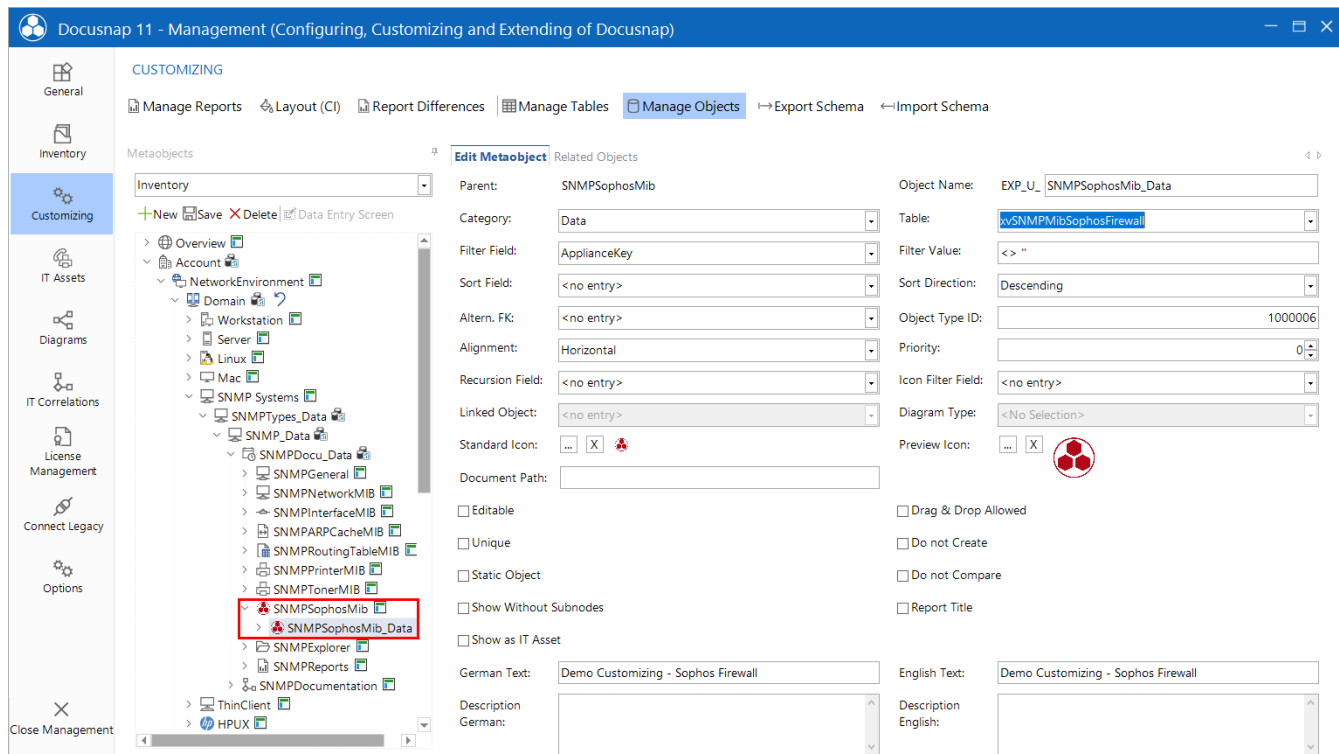 Docusnap 11 - Management (Configuring, Customizing and Extending of Docusnap)
General
Inventory
Customizing
IT Assets
Diagrams
IT Correlations
License
Management
Connect Legacy
Options
Close Management
CUSTOMIZING
Manage Reports Layout (CI) Report Differences Manage Tables Manage Objects Export Schema Import Schema
Metaobjects
Inventory
New Save Delete Data Entry Screen
Overview
Account
NetworkEnvironment
Domain
Workstation
Server
Linux
Mac
SNMP Systems
SNMPTypes_Data
SNMP_Data
SNMPDocu_Data
SNMPGeneral
SNMPNetworkMIB
SNMPInterfaceMIB
SNMPARPCacheMIB
SNMPRoutingTableMIB
SNMPPrinterMIB
SNMPTonerMIB
SNMPSophosMib
SNMPSophosMib_Data
SNMPExplorer
SNMPReports
SNMPDocumentation
ThinClient
HPUX
Edit Metaobject Related Objects
Parent: SNMPSophosMib Object Name: EXP_U_ SNMPSophosMib_Data
Category: Data Table: xvSNMPMibSophosFirewall
Filter Field: ApplianceKey Filter Value: <> ''
Sort Field: <no entry> Sort Direction: Descending
Altern. FK: <no entry> Object Type ID: 1000006
Alignment: Horizontal Priority: 0
Recursion Field: <no entry> Icon Filter Field: <no entry>
Linked Object: <no entry> Diagram Type: <No Selection>
Standard Icon: ... X Preview Icon: ... X
Document Path:
Editable Drag & Drop Allowed
Unique Do not Create
Static Object Do not Compare
Show Without Subnodes Report Title
Show as IT Asset
German Text: Demo Customizing - Sophos Firewall English Text: Demo Customizing - Sophos Firewall
Description German: Description English: